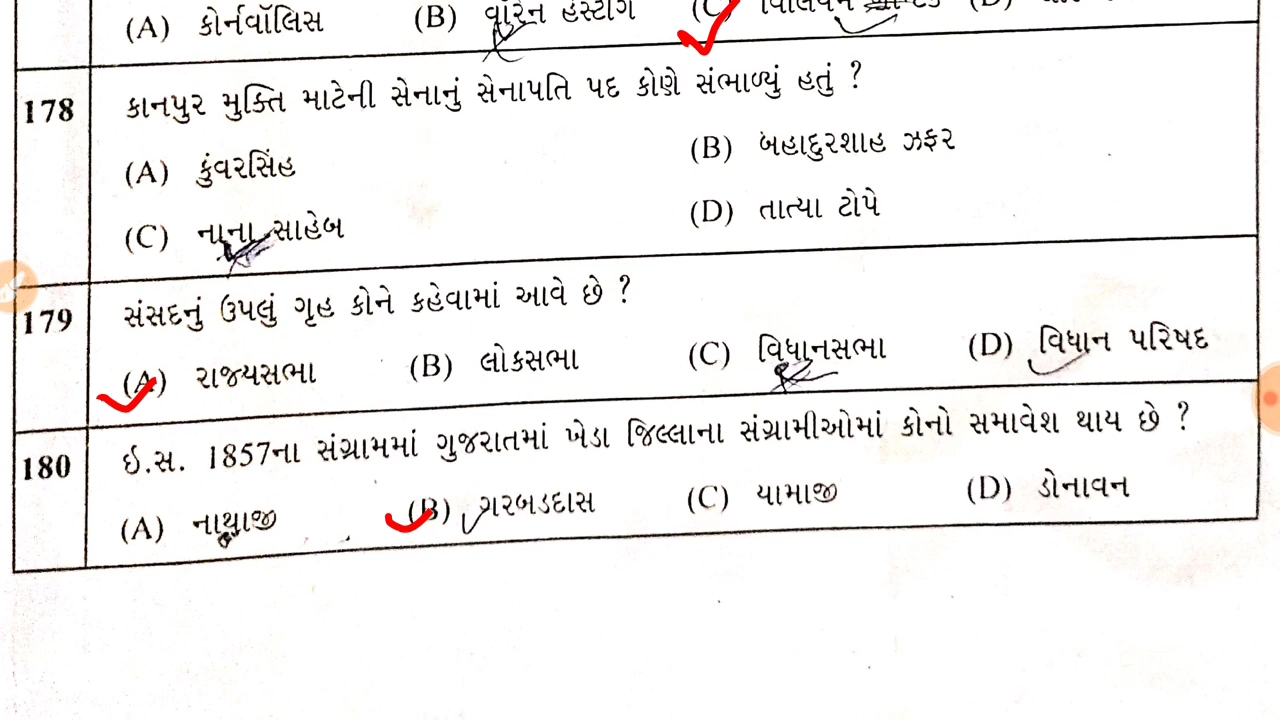 (A) કોર્નવૉલિસ (B) વૉરેન હેસ્ટિંગ (C)
178 કાનપુર મુક્તિ માટેની સેનાનું સેનાપતિ પદ કોણે સંભાળ્યું હતું ?
(A) કુંવરસિંહ (B) બહાદુરશાહ ઝફર
(C) નાના સાહેબ (D) તાત્યા ટોપે
179 સંસદનું ઉપલું ગૃહ કોને કહેવામાં આવે છે ?
(A) રાજ્યસભા (B) લોકસભા (C) વિધાનસભા (D) વિધાન પરિષદ
180 ઈ.સ. 1857ના સંગ્રામમાં ગુજરાતમાં ખેડા જિલ્લાના સંગ્રામીઓમાં કોનો સમાવેશ થાય છે ?
(A) નાથાજી (B) ગરબડદાસ (C) યામાજી (D) ડોનાવન